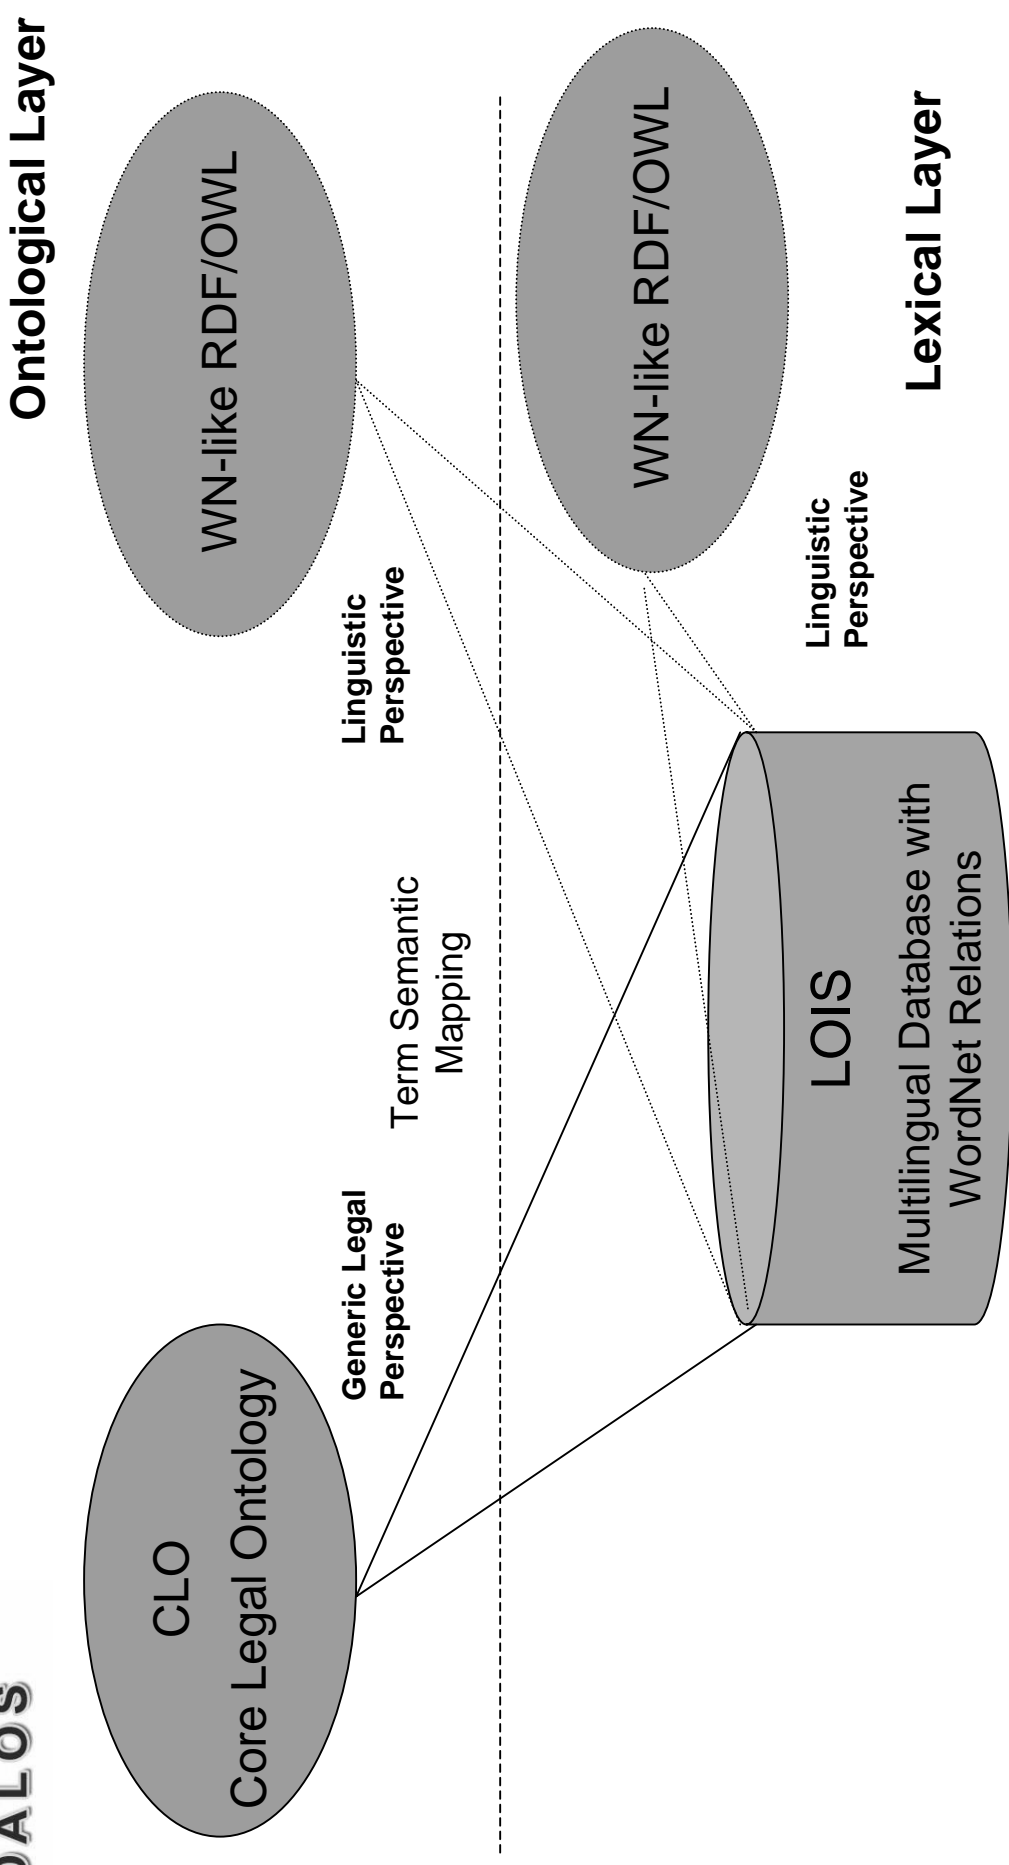 DALOS
Ontological Layer
CLO
Core Legal Ontology
WN-like RDF/OWL
Generic Legal
Perspective
Linguistic
Perspective
Term Semantic
Mapping
WN-like RDF/OWL
LOIS
Multilingual Database with
WordNet Relations
Linguistic
Perspective
Lexical Layer